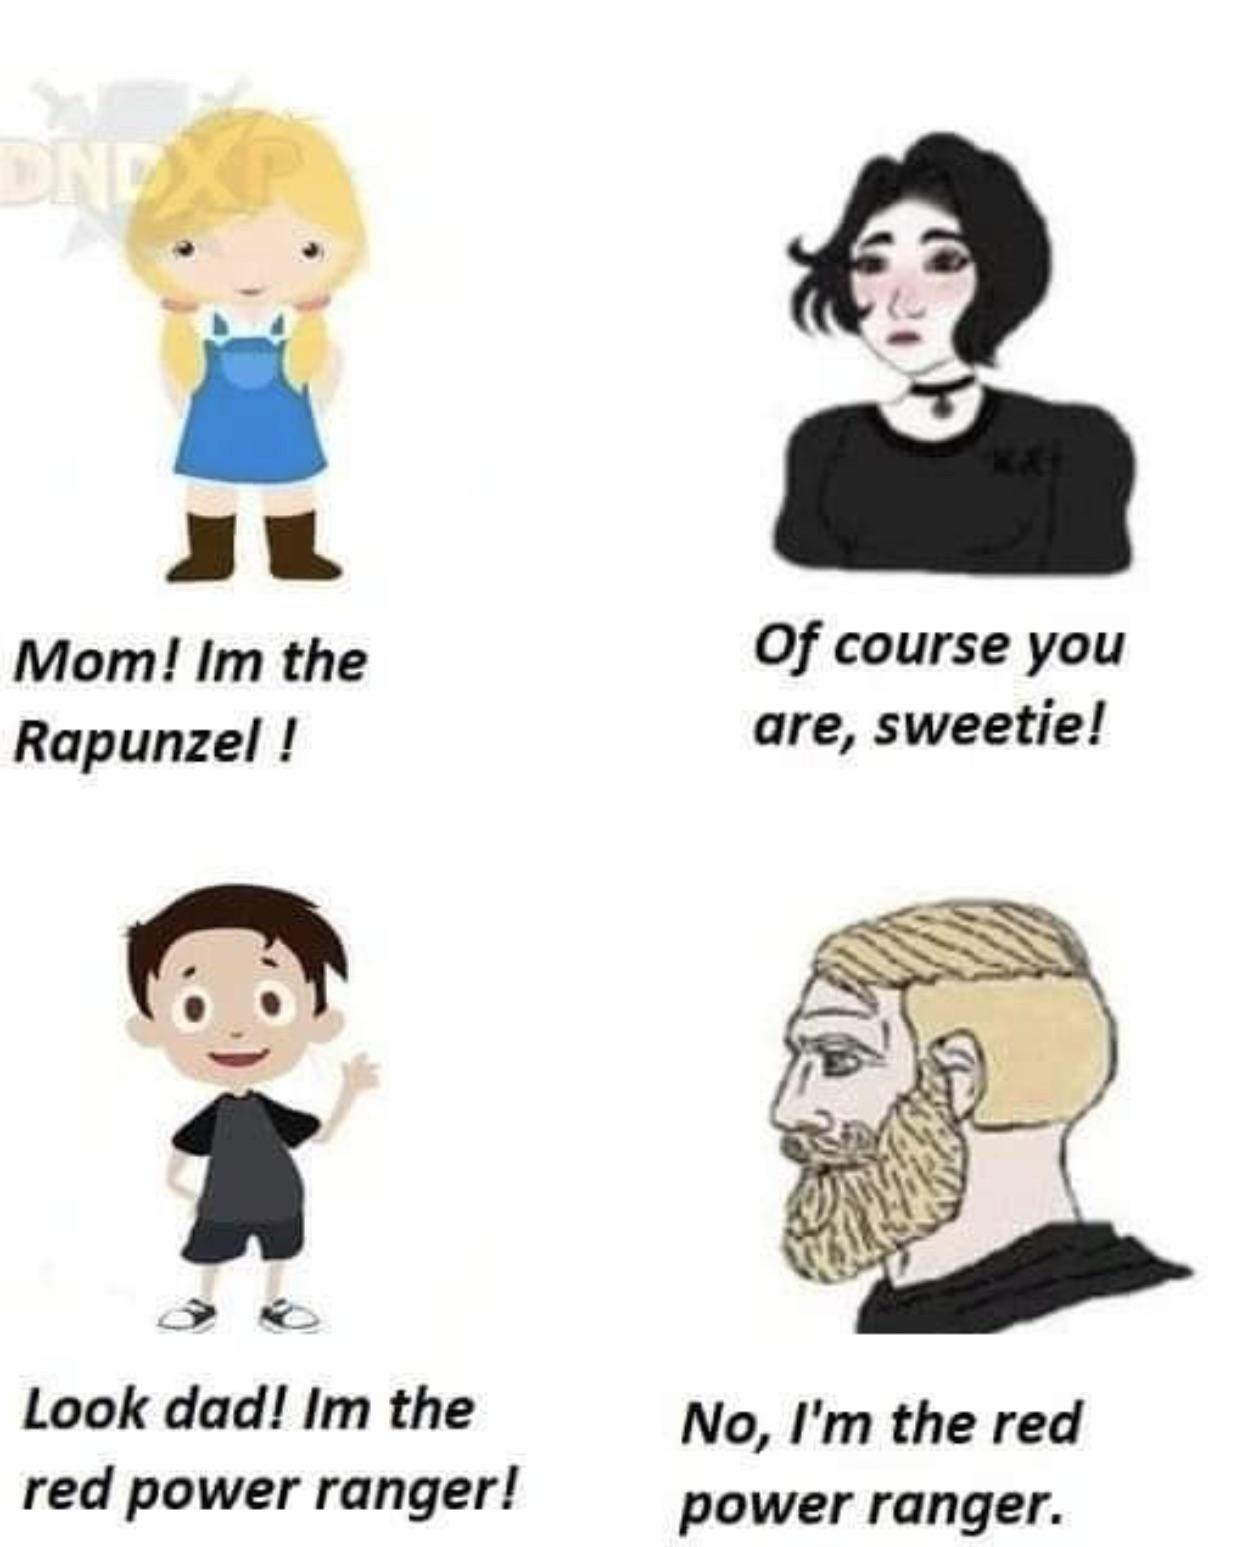 DNDXP
Mom! Im the
Rapunzel !
Of course you
are, sweetie!
Look dad! Im the
red power ranger!
No, I'm the red
power ranger.